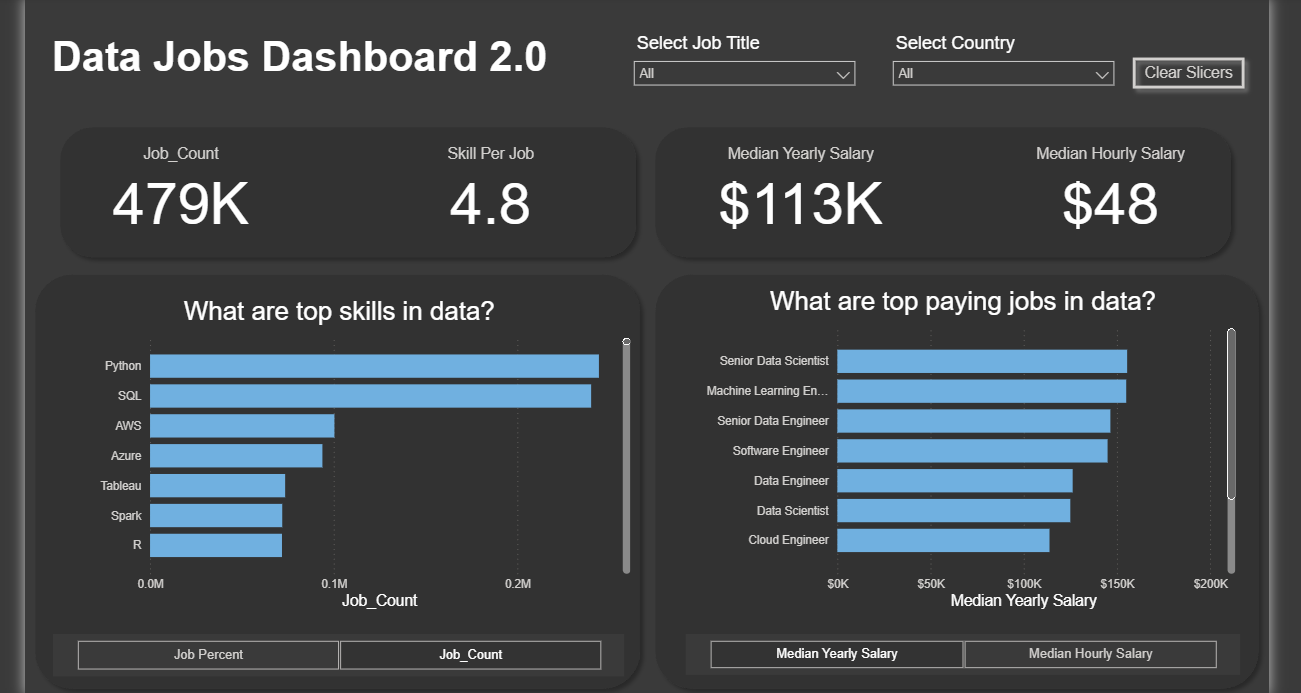 Data Jobs Dashboard 2.0
Select Job Title
All
Select Country
All
Clear Slicers
Job_Count
479K
Skill Per Job
4.8
Median Yearly Salary
$113K
Median Hourly Salary
$48
What are top skills in data?
Python
SQL
AWS
Azure
Tableau
Spark
R
0.0M 0.1M 0.2M
Job_Count
Job Percent
Job_Count
What are top paying jobs in data?
Senior Data Scientist
Machine Learning En...
Senior Data Engineer
Software Engineer
Data Engineer
Data Scientist
Cloud Engineer
$0K $50K $100K $150K $200K
Median Yearly Salary
Median Yearly Salary
Median Hourly Salary